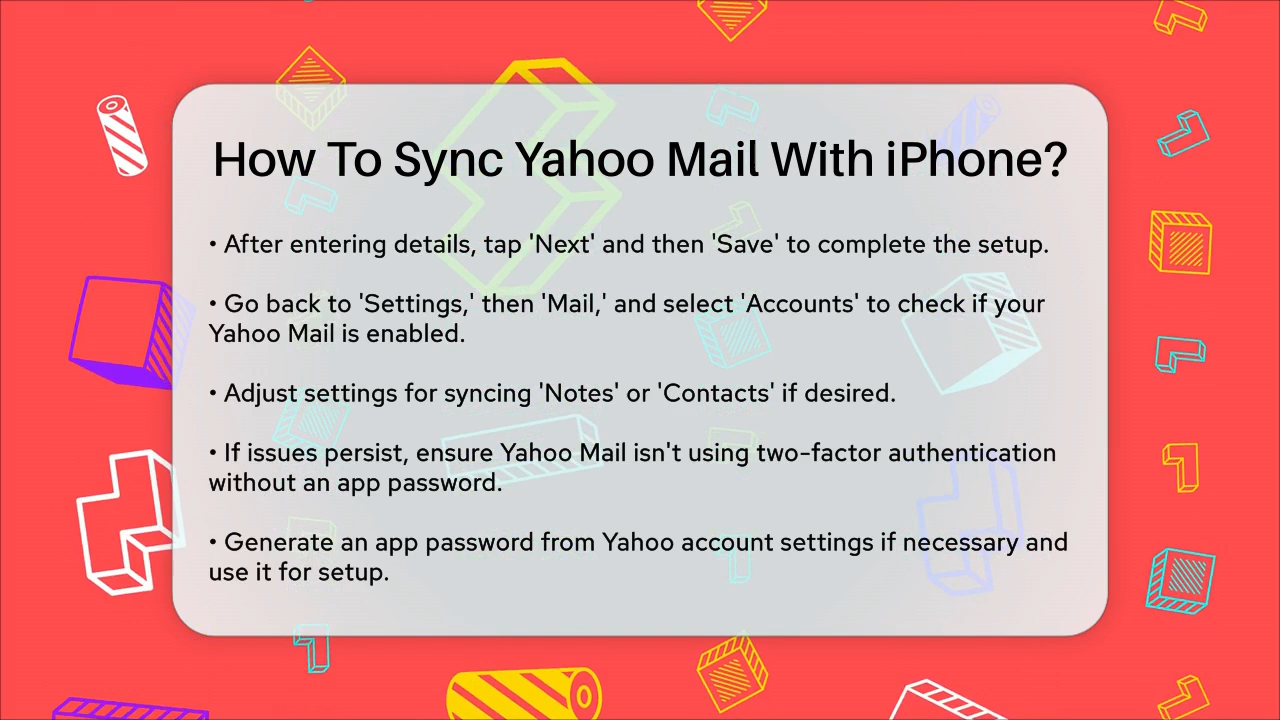 How To Sync Yahoo Mail With iPhone?
• After entering details, tap 'Next' and then 'Save' to complete the setup.
• Go back to 'Settings,' then 'Mail,' and select 'Accounts' to check if your
Yahoo Mail is enabled.
• Adjust settings for syncing 'Notes' or 'Contacts' if desired.
• If issues persist, ensure Yahoo Mail isn't using two-factor authentication
without an app password.
• Generate an app password from Yahoo account settings if necessary and
use it for setup.